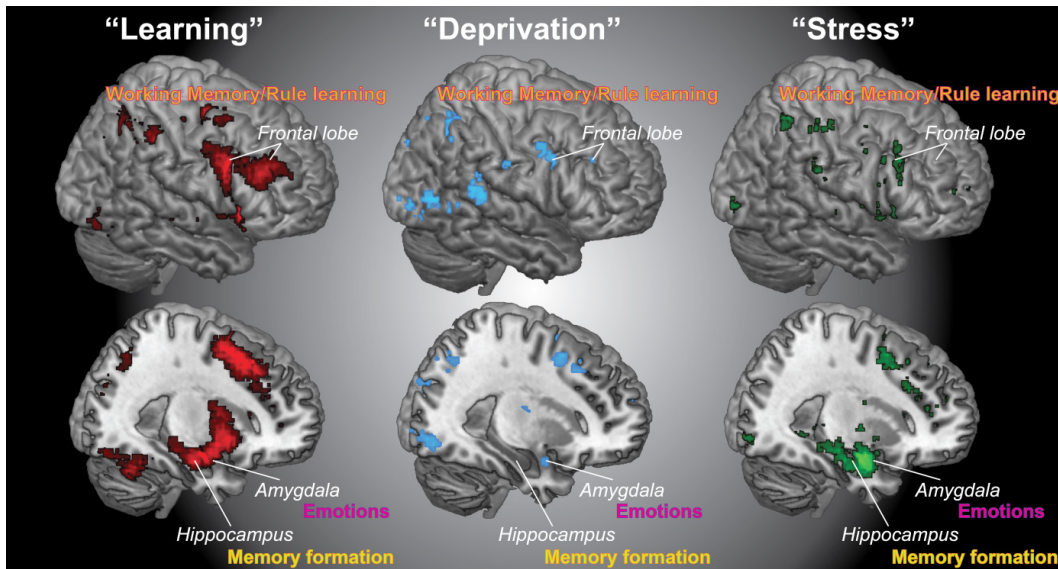 “Learning”
“Deprivation”
“Stress”
Working Memory/Rule learning
Working Memory/Rule learning
Working Memory/Rule learning
Frontal lobe
Frontal lobe
Frontal lobe
Amygdala
Amygdala
Amygdala
Emotions
Emotions
Emotions
Hippocampus
Hippocampus
Hippocampus
Memory formation
Memory formation
Memory formation